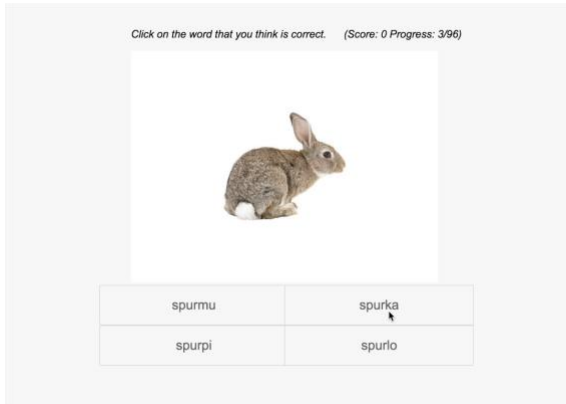 Click on the word that you think is correct. (Score: 0 Progress: 3/96)
spurmu spurka
spurpi spurlo